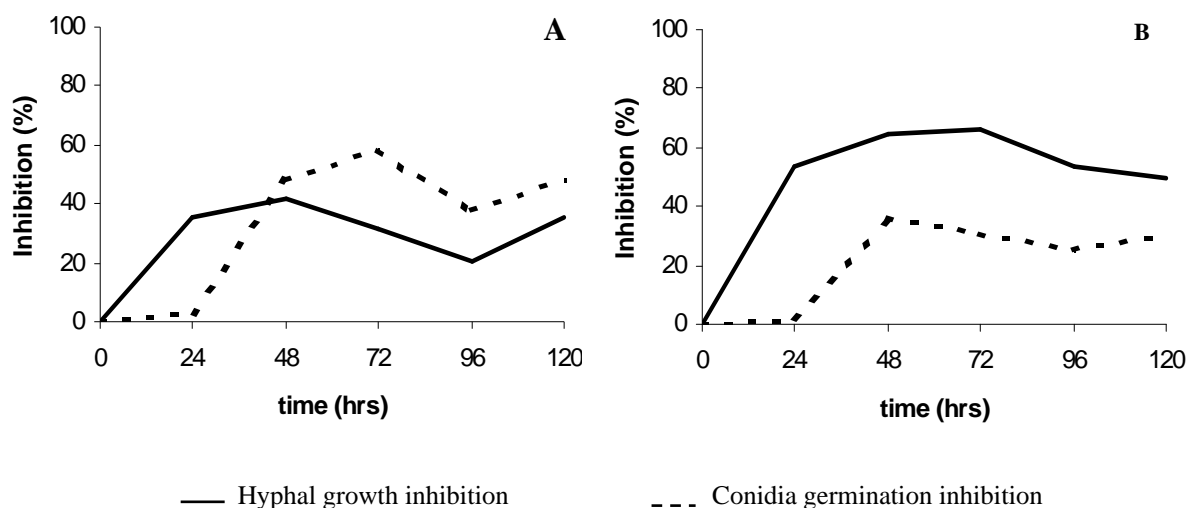 A
Inhibition (%)
100
80
60
40
20
0
0 24 48 72 96 120
time (hrs)
B
Inhibition (%)
100
80
60
40
20
0
0 24 48 72 96 120
time (hrs)
Hyphal growth inhibition
Conidia germination inhibition